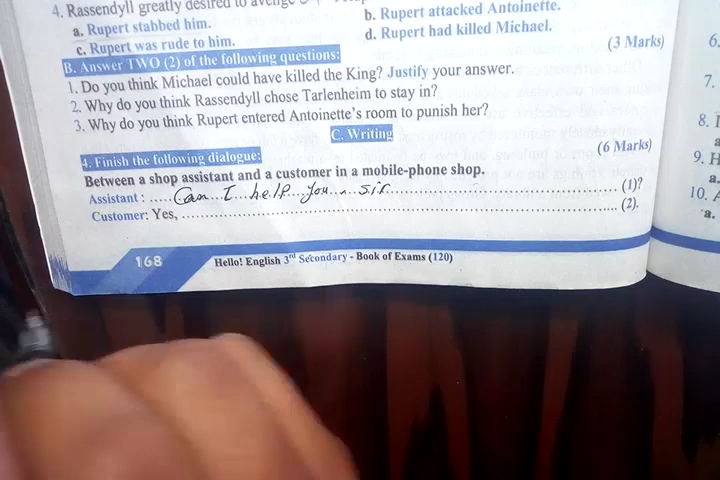 4. Rassendyll greatly desired to avenge
a. Rupert stabbed him.
b. Rupert attacked Antoinette.
c. Rupert was rude to him.
d. Rupert had killed Michael.
(3 Marks)
B. Answer TWO (2) of the following questions:
1. Do you think Michael could have killed the King? Justify your answer.
2. Why do you think Rassendyll chose Tarlenheim to stay in?
3. Why do you think Rupert entered Antoinette's room to punish her?
C. Writing
(6 Marks)
4. Finish the following dialogue:
Between a shop assistant and a customer in a mobile-phone shop.
Assistant : ..... Can I help you, sir ..... (1)?
Customer: Yes, ..... (2).
168
Hello! English 3rd Secondary - Book of Exams (120)
6.
7.
8.
9. H
a.
10.
a.